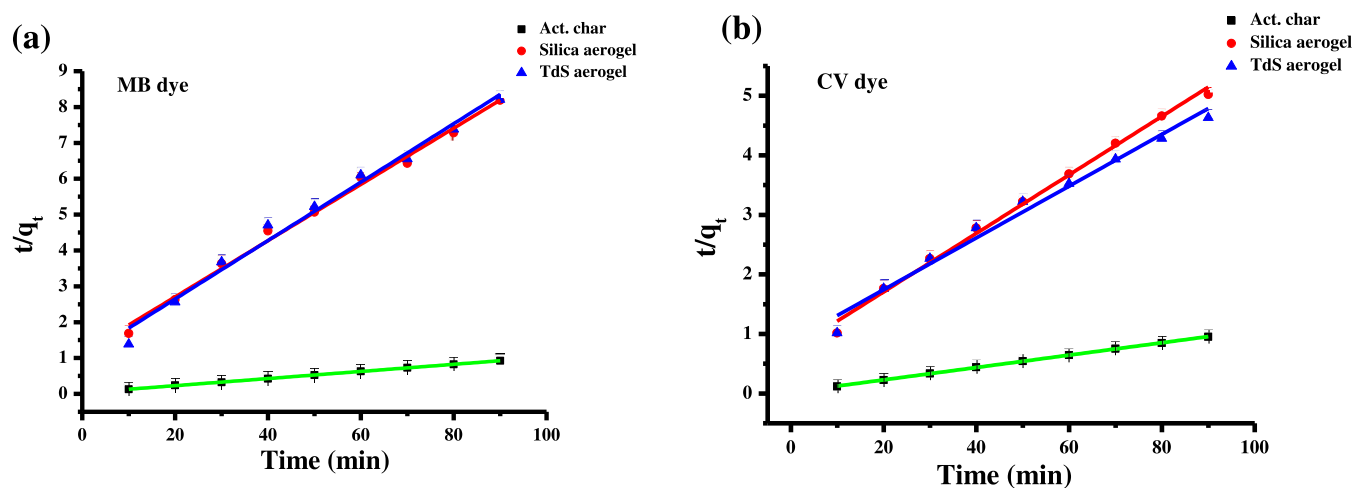 (a)
Act. char
Silica aerogel
TdS aerogel
MB dye
9
8
7
6
5
4
3
2
1
0
t/qt
0 20 40 60 80 100
Time (min)
(b)
Act. char
Silica aerogel
TdS aerogel
CV dye
5
4
3
2
1
0
t/qt
0 20 40 60 80 100
Time (min)